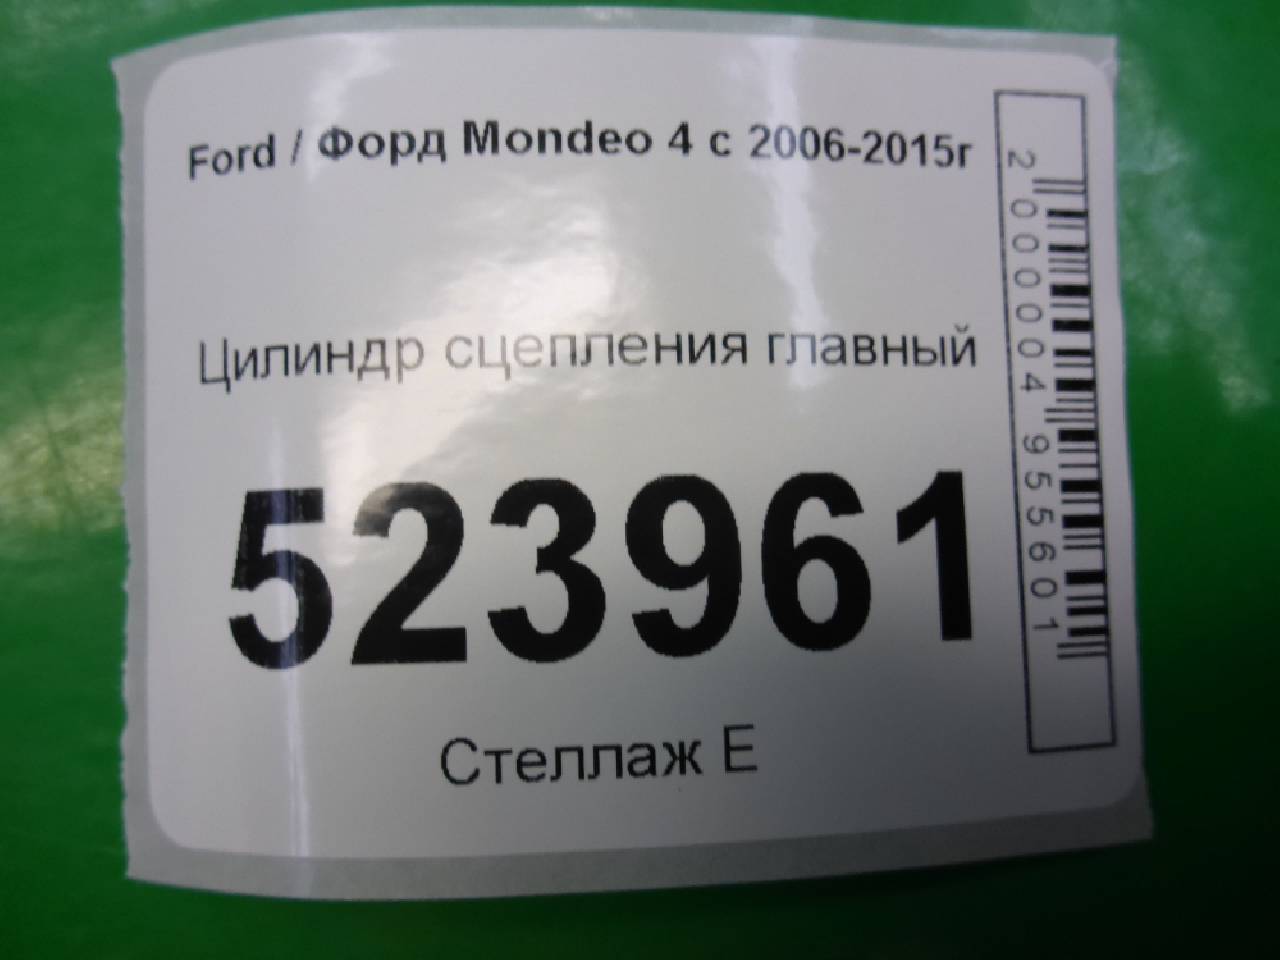 Ford / Форд Mondeo 4 с 2006-2015г
Цилиндр сцепления главный
523961
Стеллаж Е
2000004955601